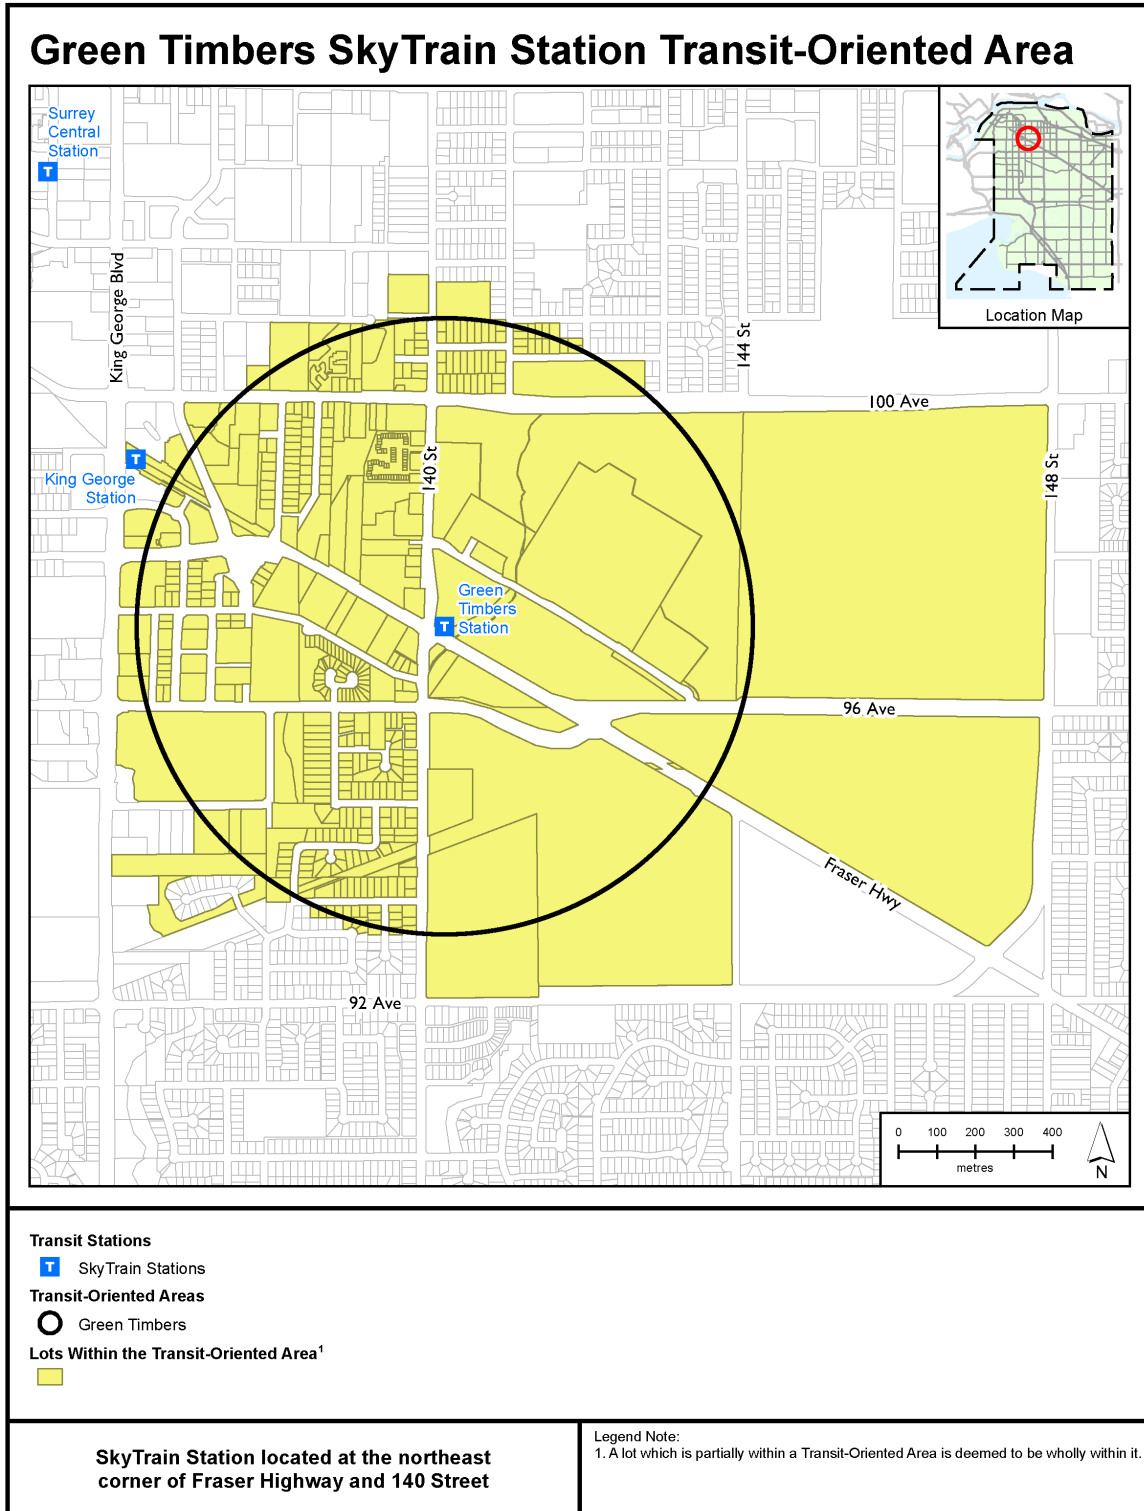 Green Timbers SkyTrain Station Transit-Oriented Area
Surrey
Central
Station
T
King George Blvd
144 St
Location Map
100 Ave
T
King George
Station
140 St
148 St
Green
Timbers
Station
T
96 Ave
Fraser Hwy
92 Ave
0 100 200 300 400
metres
N
Transit Stations
T SkyTrain Stations
Transit-Oriented Areas
Green Timbers
Lots Within the Transit-Oriented Area1
SkyTrain Station located at the northeast
corner of Fraser Highway and 140 Street
Legend Note:
1. A lot which is partially within a Transit-Oriented Area is deemed to be wholly within it.